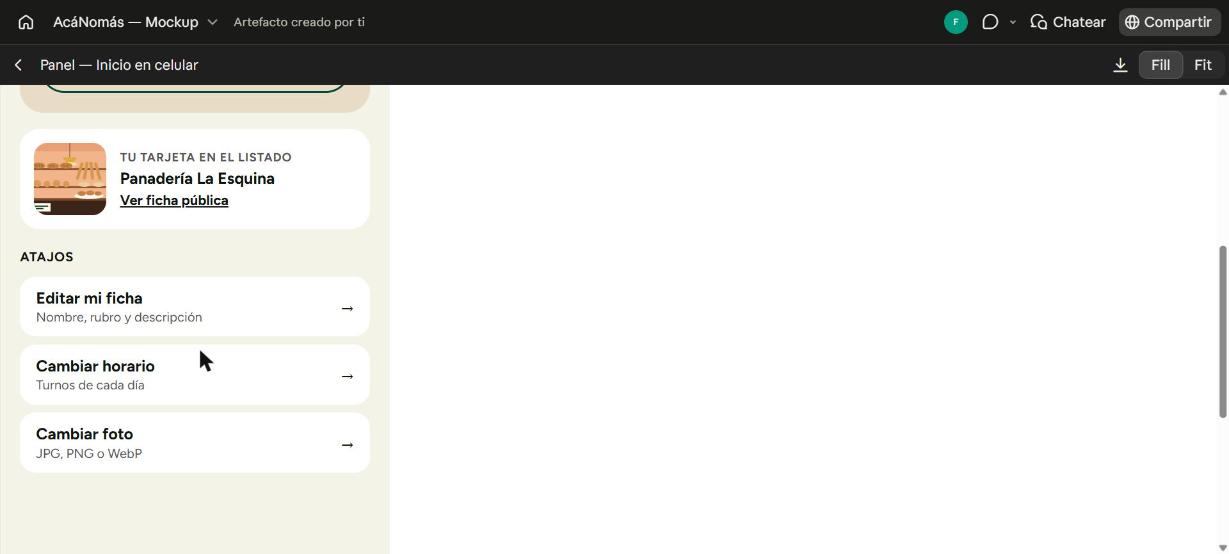 AcáNomás — Mockup
Artefacto creado por ti
F
Chatear
Compartir
Panel — Inicio en celular
Fill
Fit
TU TARJETA EN EL LISTADO
Panadería La Esquina
Ver ficha pública
ATAJOS
Editar mi ficha
Nombre, rubro y descripción
→
Cambiar horario
Turnos de cada día
→
Cambiar foto
JPG, PNG o WebP
→